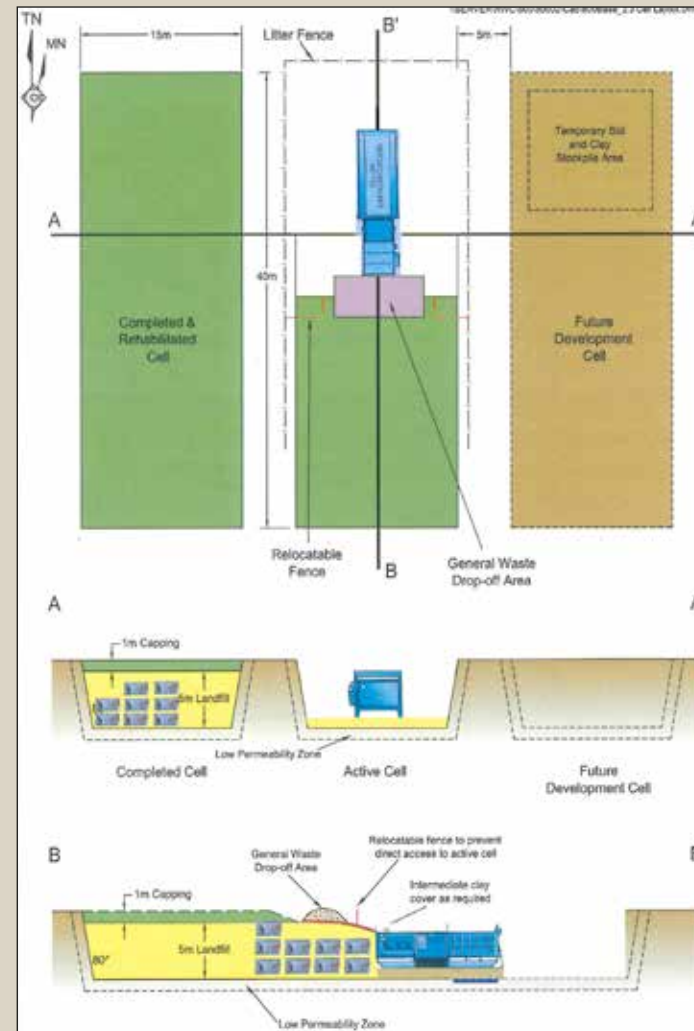 TN
MN
15m
B'
5m
Litter Fence
Temporary Soil
and Clay
Stockpile Area
A
A
40m
Completed &
Rehabilitated
Cell
Future
Development
Cell
Relocatable
Fence
B
General Waste
Drop-off Area
A
A
1m Capping
5m Landfill
Low Permeability Zone
Completed Cell
Active Cell
Future
Development Cell
B
Relocatable fence to prevent
direct access to active cell
General Waste
Drop-off Area
Intermediate clay
cover as required
1m Capping
5m Landfill
80°
Low Permeability Zone